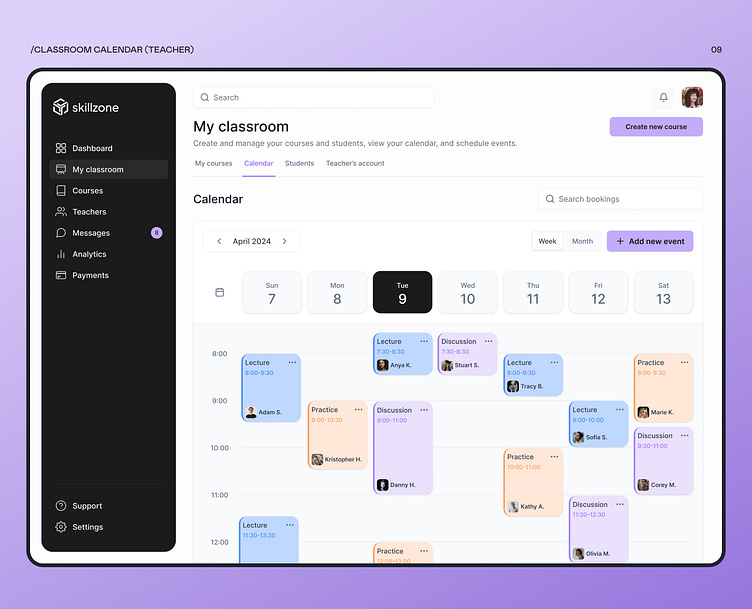 /CLASSROOM CALENDAR (TEACHER)
09
skillzone
Search
My classroom
Create new course
Create and manage your courses and students, view your calendar, and schedule events.
My courses Calendar Students Teacher's account
Dashboard
My classroom
Courses
Teachers
Messages 8
Analytics
Payments
Support
Settings
Calendar
Search bookings
April 2024
Week Month
+ Add new event
Sun Mon Tue Wed Thu Fri Sat
7 8 9 10 11 12 13
8:00
9:00
10:00
11:00
12:00
Lecture
8:00-9:30
Adam S.
Lecture
11:30-13:30
Practice
9:00-10:30
Kristopher H.
Lecture
7:30-8:30
Anya K.
Discussion
9:00-11:00
Danny H.
Practice
12:00-13:00
Discussion
7:30-8:30
Stuart S.
Lecture
8:00-9:30
Tracy B.
Practice
10:00-11:00
Kathy A.
Lecture
9:00-10:00
Sofia S.
Discussion
11:30-12:30
Olivia M.
Practice
8:00-9:30
Marie K.
Discussion
9:30-11:00
Corey M.